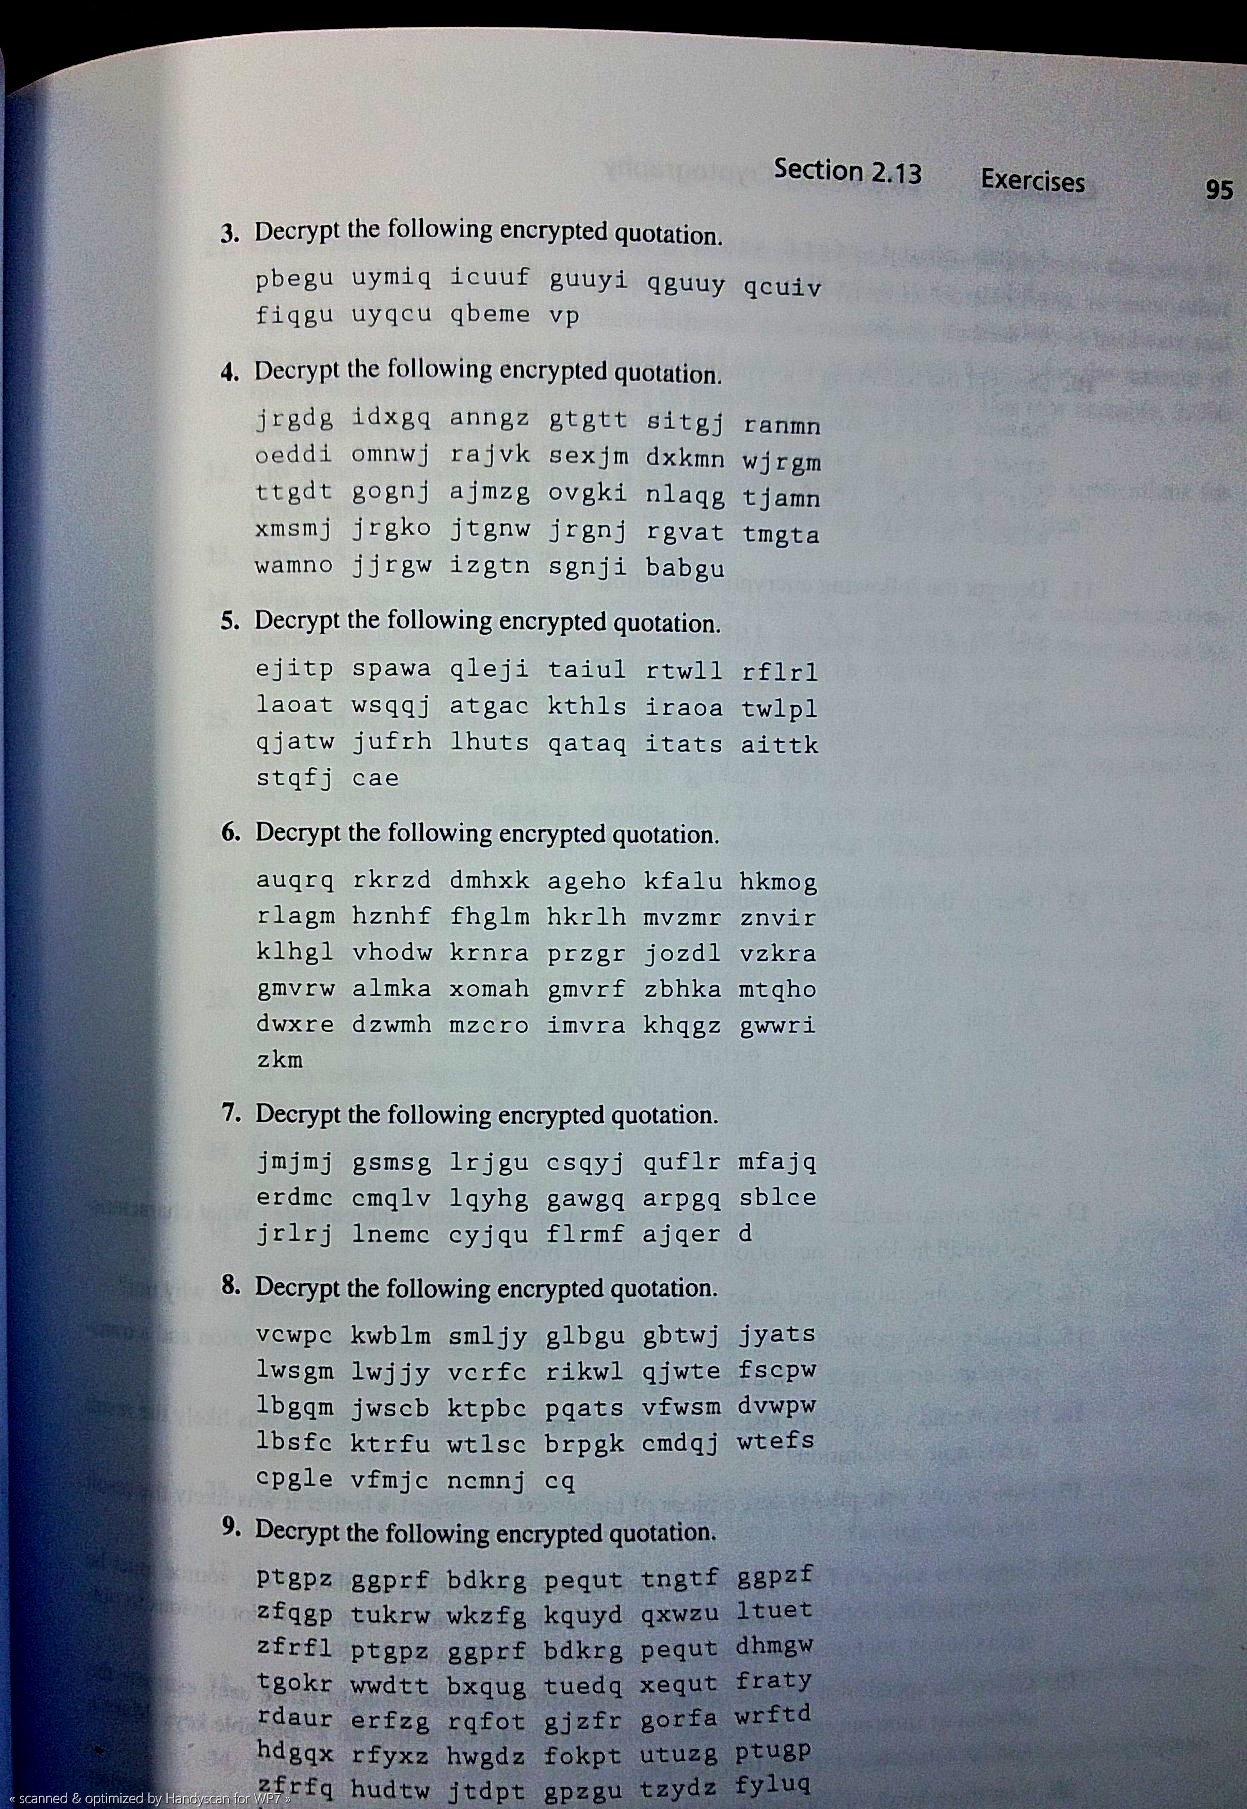 Section 2.13 Exercises 95
3. Decrypt the following encrypted quotation.
pbegu uymiq icuuf guuyi qguuy qcuiv
fiqgu uyqcu qbeme vp
4. Decrypt the following encrypted quotation.
jrgdg idxgq anngz gtgtt sitgj ranmn
oeddi omnwj rajvk sexjm dxkmn wjrgm
ttgdt gognj ajmzg ovgki nlaqg tjamn
xmsmj jrgko jtgnw jrgnj rgvat tmgta
wamno jjrgw izgtn sgnji babgu
5. Decrypt the following encrypted quotation.
ejitp spawa qleji taiul rtwll rflrl
laoat wsqqj atgac kthls iraoa twlpl
qjatw jufrh lhuts qataq itats aittk
stqfj cae
6. Decrypt the following encrypted quotation.
auqrq rkrzd dmhxk ageho kfalu hkmog
rlagm hznhf fhglm hkrlh mvzmr znvir
klhgl vhodw krnra przgr jozdl vzkra
gmvrw almka xomah gmvrf zbhka mtqho
dwxre dzwmh mzcro imvra khqgz gwwri
zkm
7. Decrypt the following encrypted quotation.
jmjmj gsmsg lrjgu csqyj quflr mfajq
erdmc cmqlv lqyhg gawgq arpgq sblce
jrlrj lnemc cyjqu flrmf ajqer d
8. Decrypt the following encrypted quotation.
vcwpc kwblm smljy glbgu gbtwj jyats
lwsgm lwjjy vcrfc rikwl qjwte fscpw
lbgqm jwscb ktpbc pqats vfwsm dvwpw
lbsfc ktrfu wtlsc brpgk cmdqj wtefs
cpgle vfmjc ncmnj cq
9. Decrypt the following encrypted quotation.
ptgpz ggprf bdkrg pequt tngtf ggpzf
zfqgp tukrw wkzfg kquyd qxwzu ltuet
zfrfl ptgpz ggprf bdkrg pequt dhmgw
tgokr wwdtt bxqug tuedq xequt fraty
rdaur erfzg rqfot gjzfr gorfa wrftd
hdgqx rfyxz hwgdz fokpt utuzg ptugp
zfrfq hudtw jtdpt gpzgu tzydz fyluq
« scanned & optimized by Handyscan for WP7 »